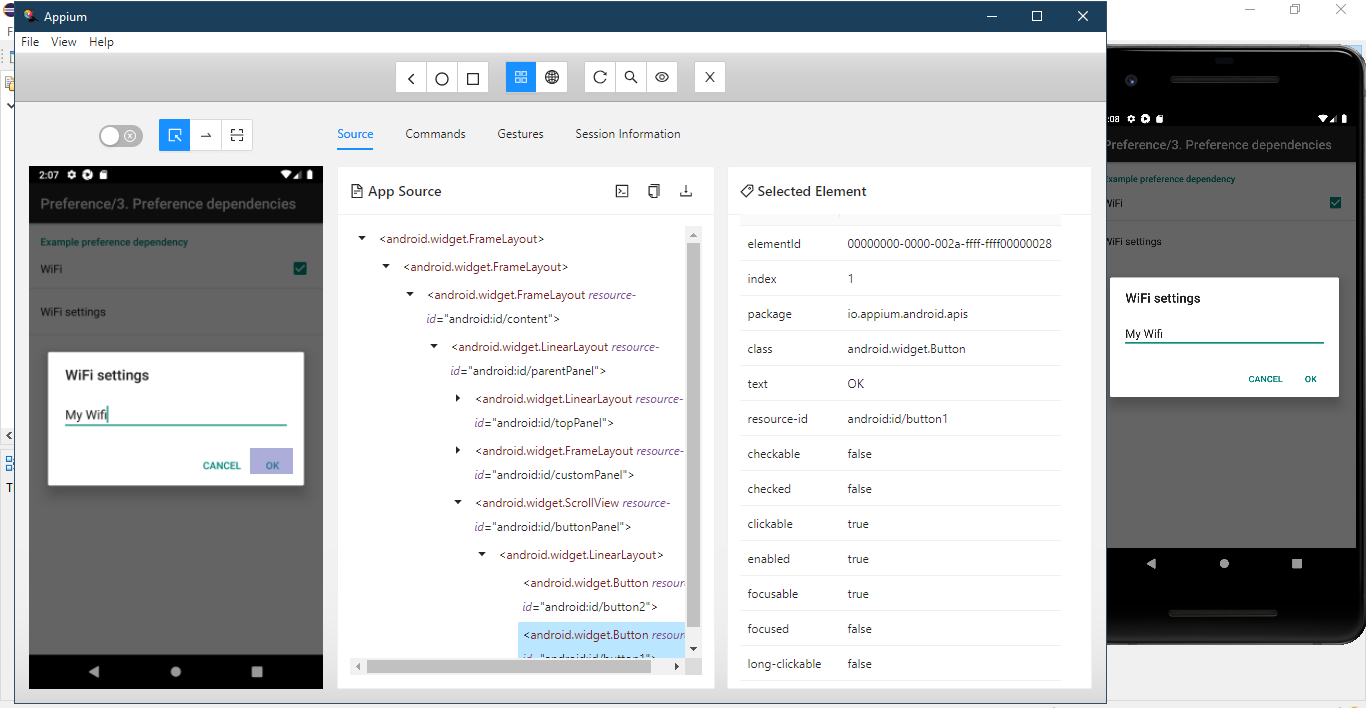 Appium
File View Help
Source Commands Gestures Session Information
2:07
Preference/3. Preference dependencies
Example preference dependency
WiFi
WiFi settings
WiFi settings
My Wifi
CANCEL OK
App Source
<android.widget.FrameLayout>
<android.widget.FrameLayout>
<android.widget.FrameLayout resource-
id="android:id/content">
<android.widget.LinearLayout resource-
id="android:id/parentPanel">
<android.widget.LinearLayout resource-
id="android:id/topPanel">
<android.widget.FrameLayout resource-
id="android:id/customPanel">
<android.widget.ScrollView resource-
id="android:id/buttonPanel">
<android.widget.LinearLayout>
<android.widget.Button resour
id="android:id/button2">
<android.widget.Button resour
id="android:id/button1">
Selected Element
elementId 00000000-0000-002a-ffff-ffff00000028
index 1
package io.appium.android.apis
class android.widget.Button
text OK
resource-id android:id/button1
checkable false
checked false
clickable true
enabled true
focusable true
focused false
long-clickable false
:08
Preference/3. Preference dependencies
Example preference dependency
WiFi
WiFi settings
WiFi settings
My Wifi
CANCEL OK
F
T